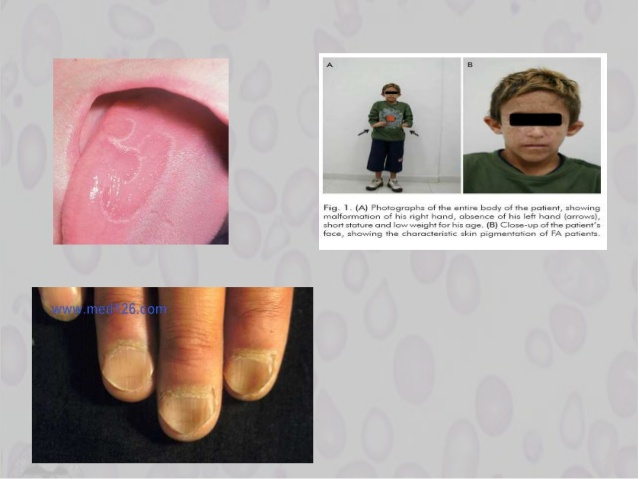 A
B
Fig. 1. (A) Photographs of the entire body of the patient, showing
malformation of his right hand, absence of his left hand (arrows),
short stature and low weight for his age. (B) Close-up of the patient's
face, showing the characteristic skin pigmentation of FA patients.
www.med126.com